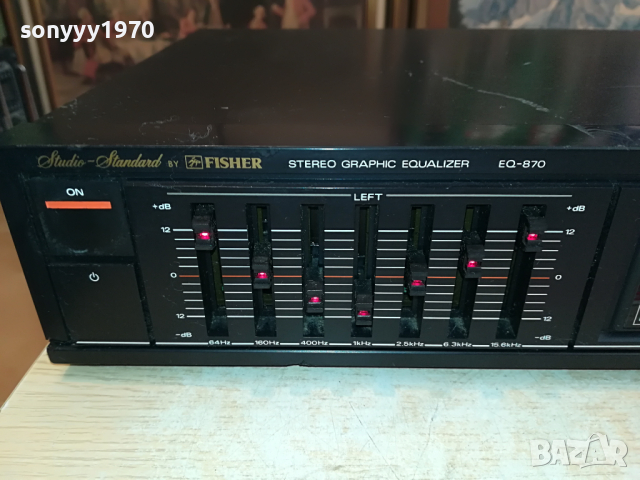 sonyyy1970
Studio-Standard BY FISHER STEREO GRAPHIC EQUALIZER EQ-870
ON
LEFT
+dB +dB
12 12
0 0
12 12
-dB -dB
64Hz 160Hz 400Hz 1kHz 2.5kHz 6.3kHz 15.6kHz
BAZAR